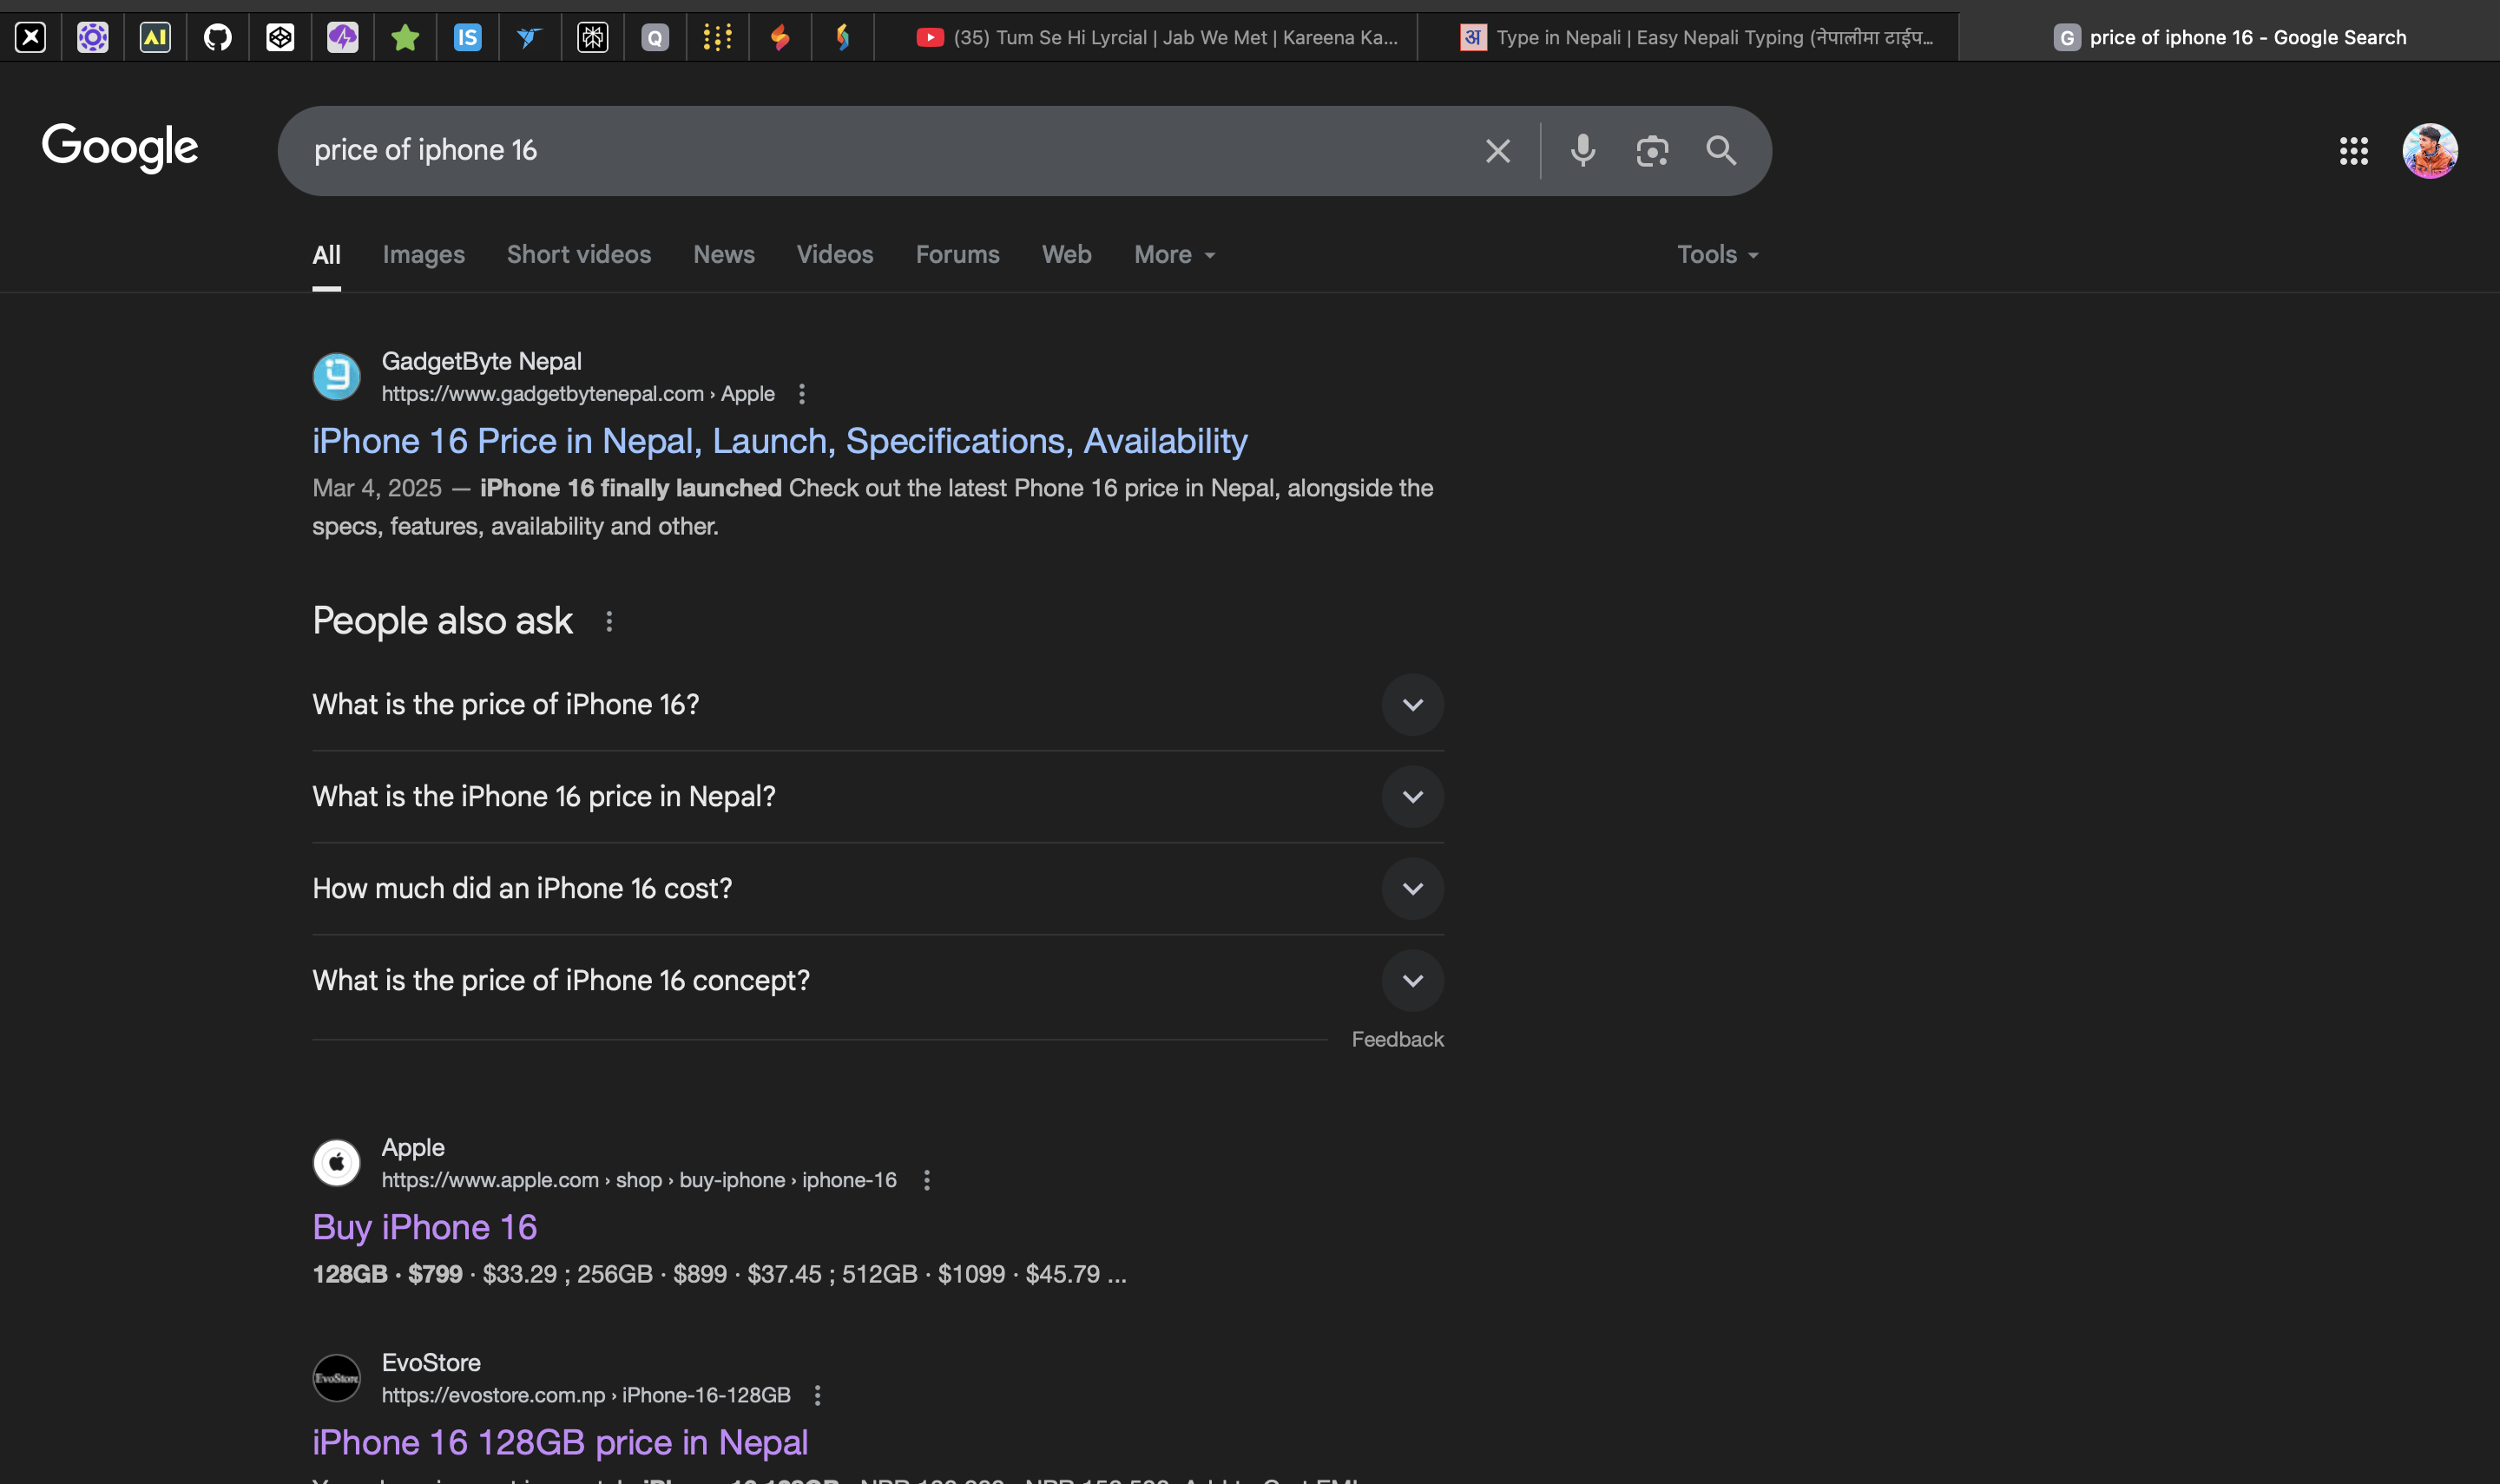 AI
IS
Q
(35) Tum Se Hi Lyrcial | Jab We Met | Kareena Ka...
अ
Type in Nepali | Easy Nepali Typing (नेपालीमा टाईप...
G
price of iphone 16 - Google Search
Google
price of iphone 16
All
Images
Short videos
News
Videos
Forums
Web
More
Tools
GadgetByte Nepal
https://www.gadgetbytenepal.com › Apple
iPhone 16 Price in Nepal, Launch, Specifications, Availability
Mar 4, 2025 — iPhone 16 finally launched Check out the latest Phone 16 price in Nepal, alongside the
specs, features, availability and other.
People also ask
What is the price of iPhone 16?
What is the iPhone 16 price in Nepal?
How much did an iPhone 16 cost?
What is the price of iPhone 16 concept?
Feedback
Apple
https://www.apple.com › shop › buy-iphone › iphone-16
Buy iPhone 16
128GB · $799 · $33.29 ; 256GB · $899 · $37.45 ; 512GB · $1099 · $45.79 ...
EvoStore
EvoStore
https://evostore.com.np › iPhone-16-128GB
iPhone 16 128GB price in Nepal